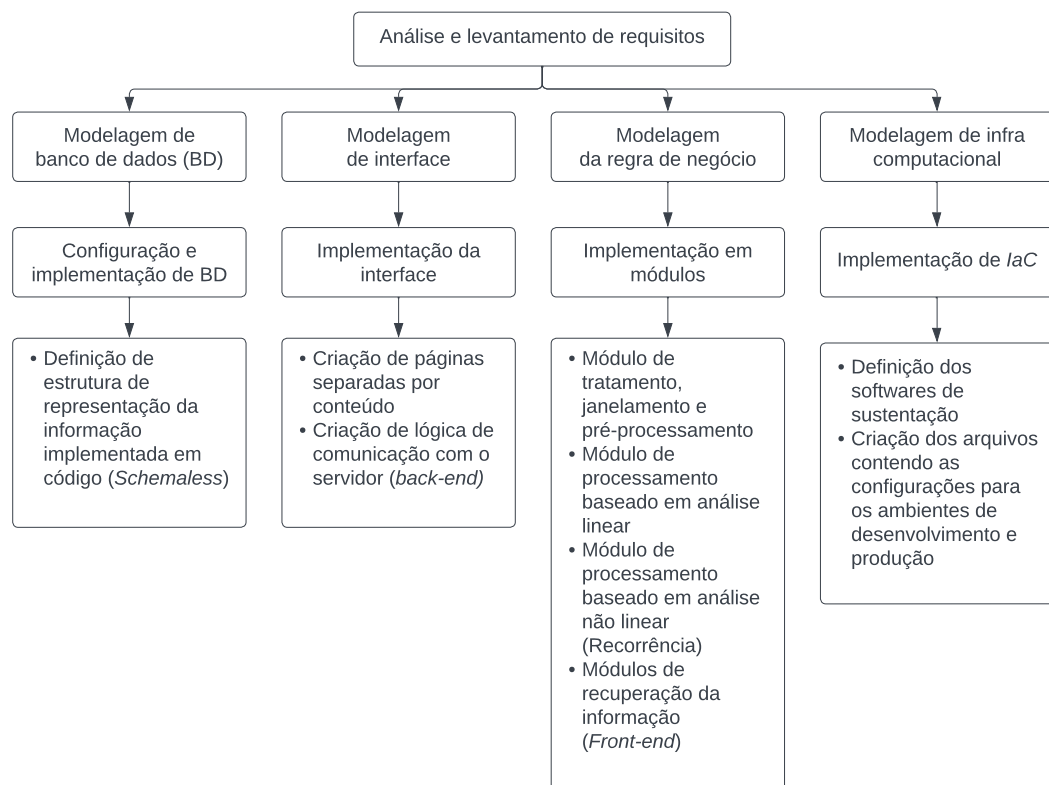 Análise e levantamento de requisitos
Modelagem de
banco de dados (BD)
Modelagem
de interface
Modelagem
da regra de negócio
Modelagem de infra
computacional
Configuração e
implementação de BD
Implementação da
interface
Implementação em
módulos
Implementação de IaC
• Definição de
estrutura de
representação da
informação
implementada em
código (Schemaless)
• Criação de páginas
separadas por
conteúdo
• Criação de lógica de
comunicação com o
servidor (back-end)
• Módulo de
tratamento,
janelamento e
pré-processamento
• Módulo de
processamento
baseado em análise
linear
• Módulo de
processamento
baseado em análise
não linear
(Recorrência)
• Módulos de
recuperação da
informação
(Front-end)
• Definição dos
softwares de
sustentação
• Criação dos arquivos
contendo as
configurações para
os ambientes de
desenvolvimento e
produção